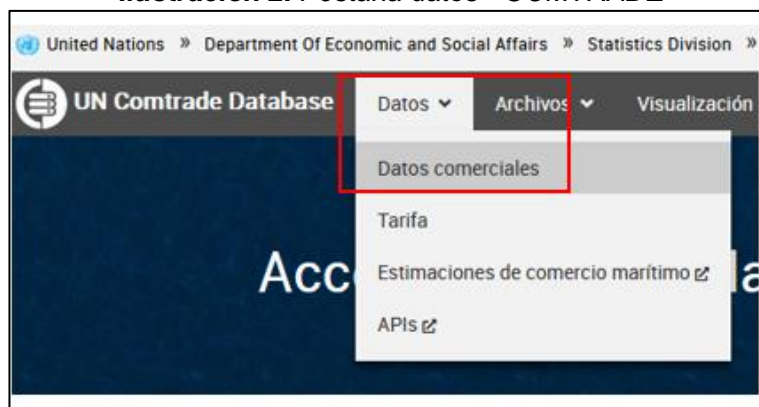 United Nations » Department Of Economic and Social Affairs » Statistics Division »
UN Comtrade Database Datos Archivos Visualización
Datos comerciales
Tarifa
Acc
Estimaciones de comercio marítimo
la
APIs